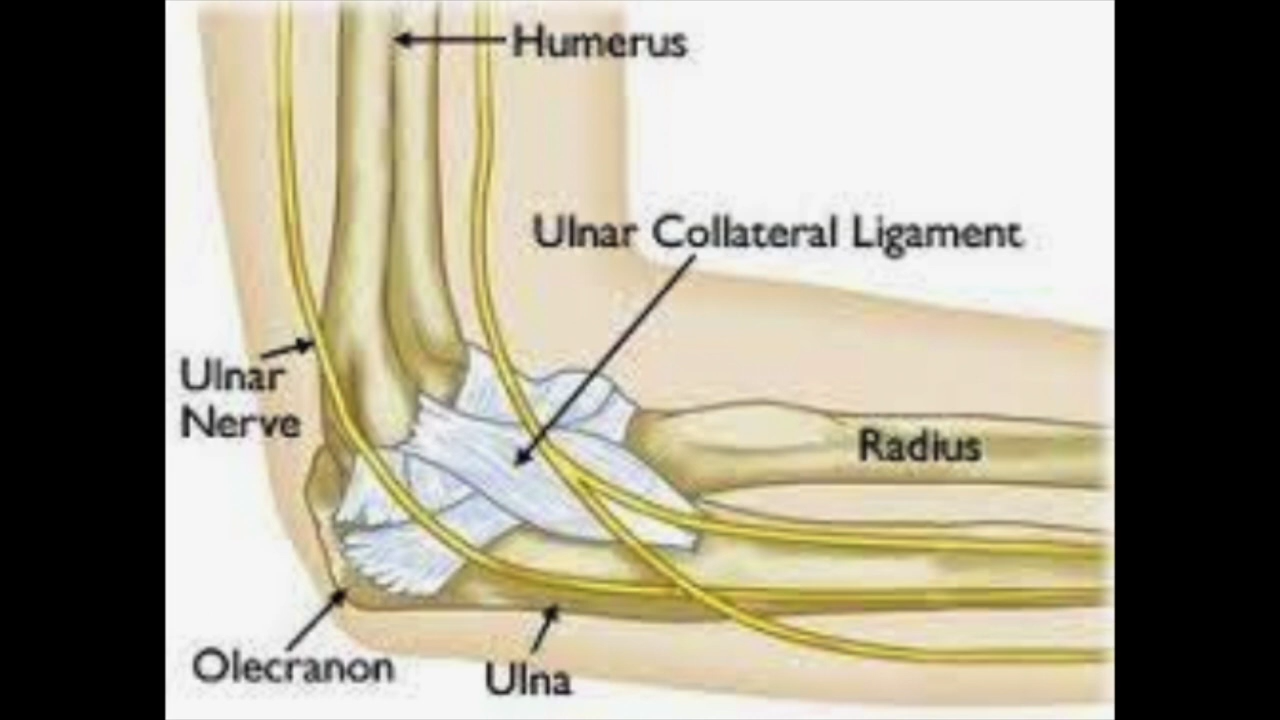 Humerus
Ulnar Collateral Ligament
Ulnar
Nerve
Radius
Olecranon
Ulna